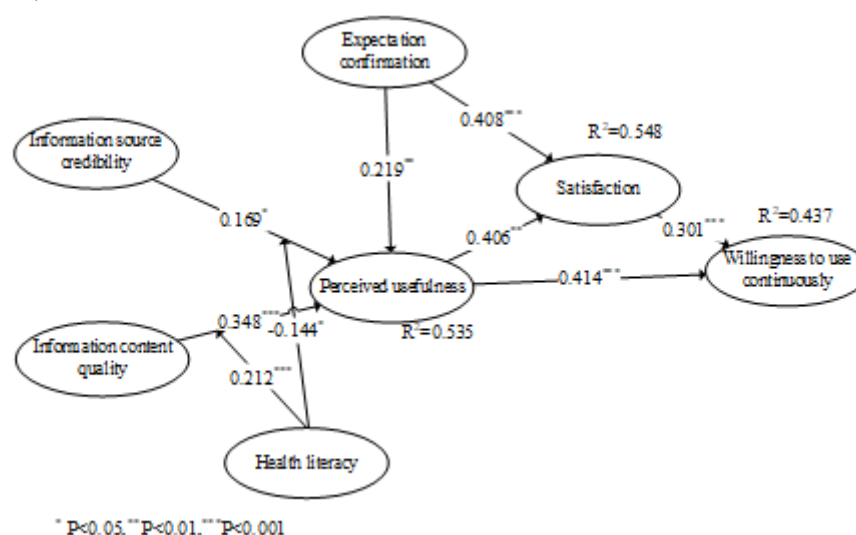 Expectation
confirmation
0.408***
R²=0.548
Information source
credibility
0.219**
Satisfaction
0.169*
0.406**
0.301***
R²=0.437
Perceived usefulness
0.414***
Willingness to use
continuously
0.348***
-0.144*
R²=0.535
Information content
quality
0.212***
Health literacy
* P<0.05,**P<0.01,***P<0.001